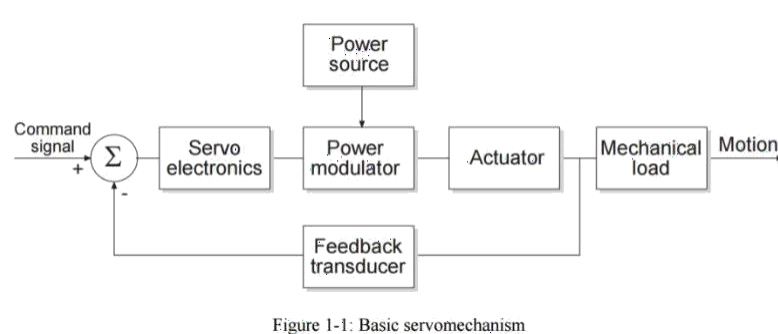 Power
source
Command
signal
+
Σ
-
Servo
electronics
Power
modulator
Actuator
Mechanical
load
Motion
Feedback
transducer
Figure 1-1: Basic servomechanism